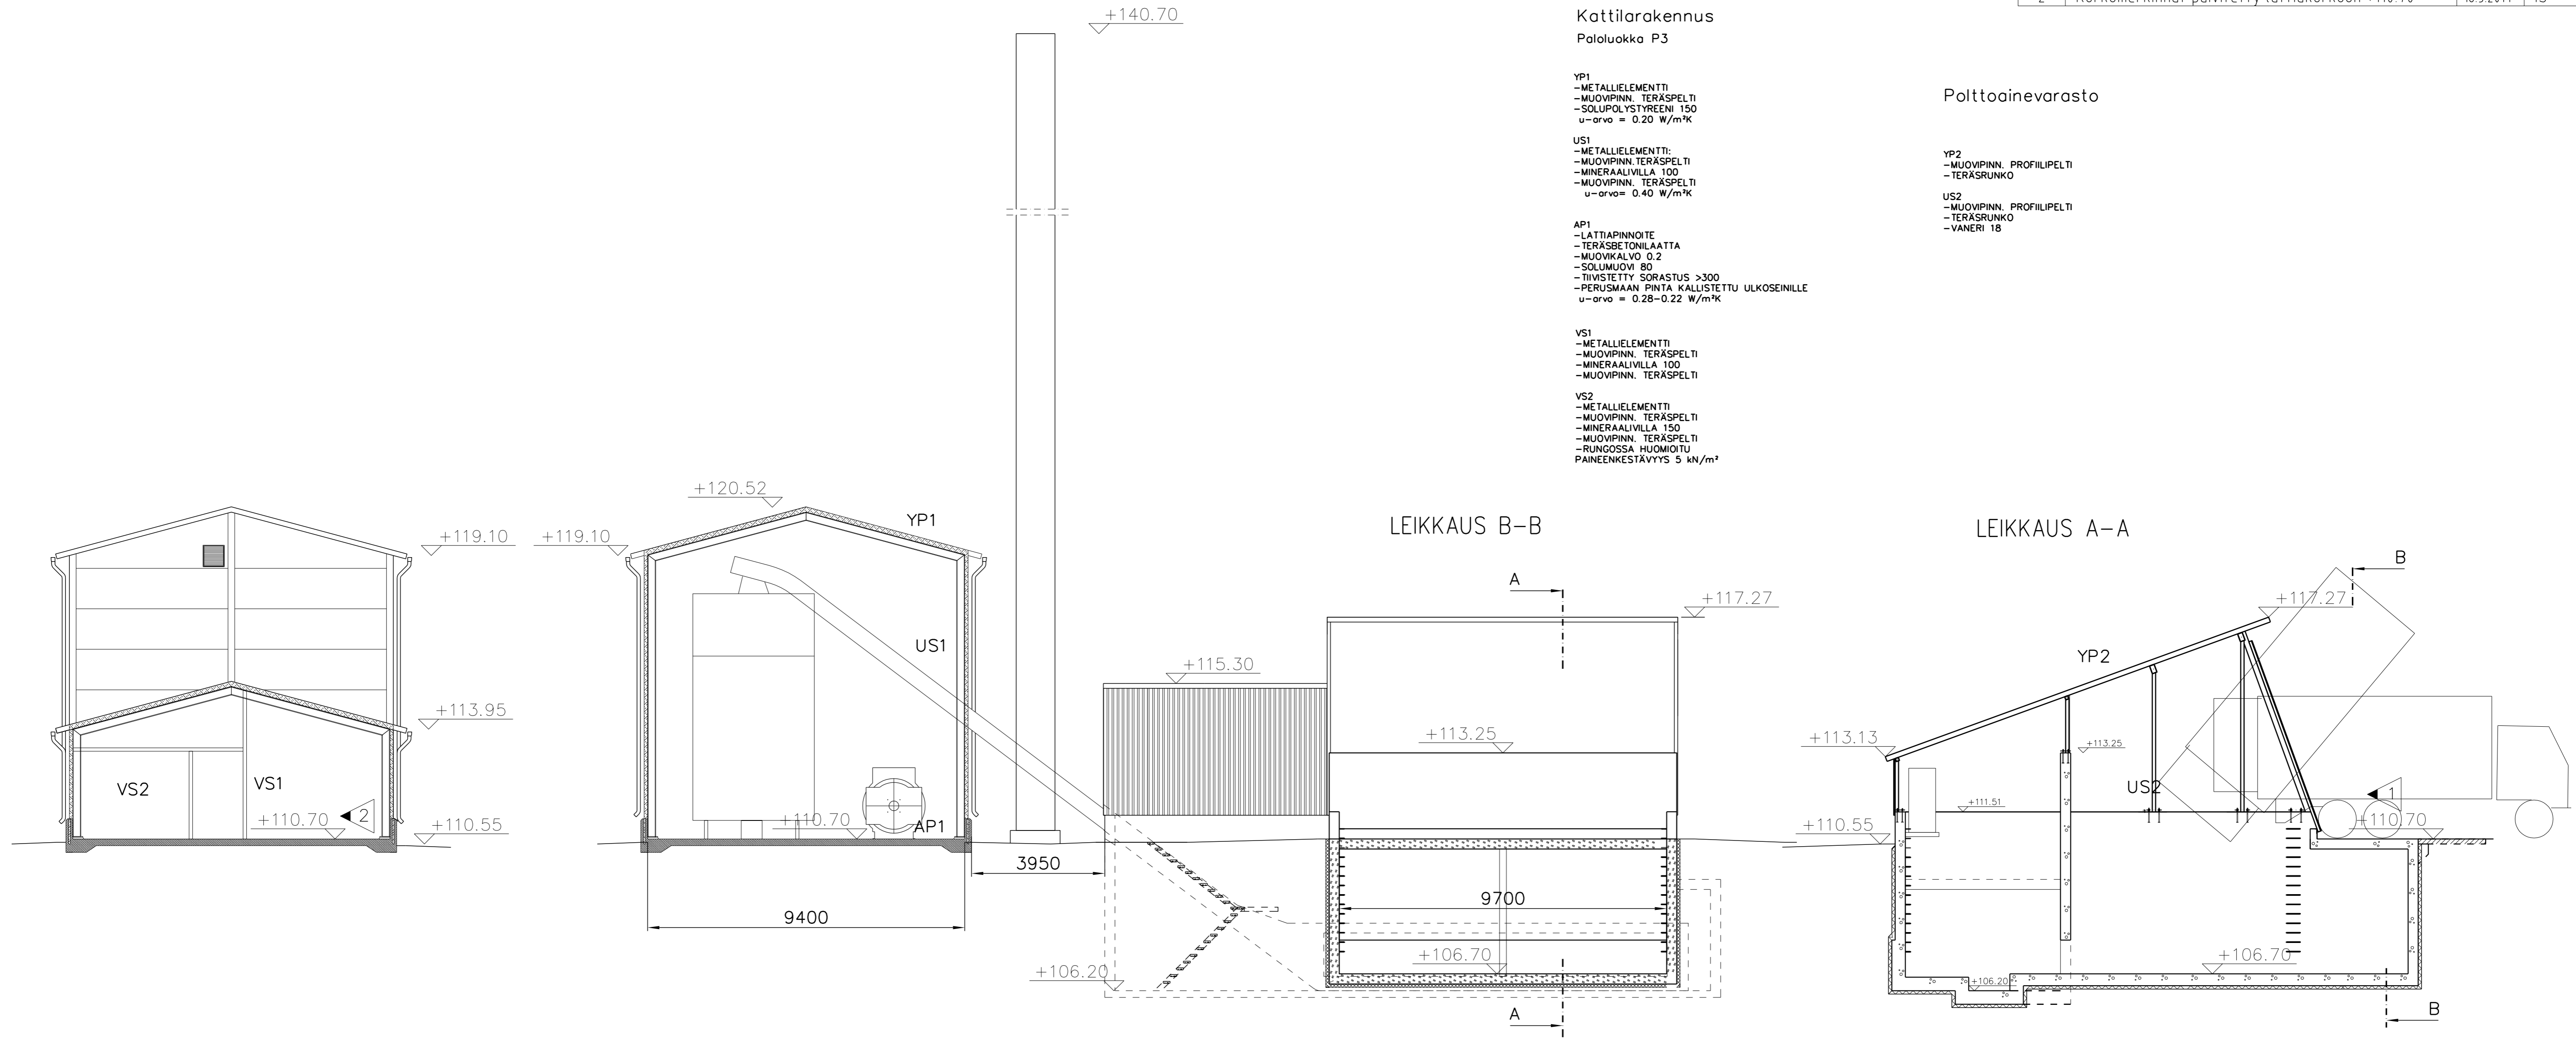 +140.70
Kattilarakennus
Paloluokka P3
YP1
-METALLIELEMENTTI
-MUOVIPINN. TERÄSPELTI
-SOLUPOLYSTYREENI 150
u-arvo = 0.20 W/m²K
US1
-METALLIELEMENTTI:
-MUOVIPINN.TERÄSPELTI
-MINERAALIVILLA 100
-MUOVIPINN. TERÄSPELTI
u-arvo= 0.40 W/m²K
AP1
-LATTIAPINNOITE
-TERÄSBETONILAATTA
-MUOVIKALVO 0.2
-SOLUMUOVI 80
-TIIVISTETTY SORASTUS >300
-PERUSMAAN PINTA KALLISTETTU ULKOSEINILLE
u-arvo = 0.28-0.22 W/m²K
VS1
-METALLIELEMENTTI
-MUOVIPINN. TERÄSPELTI
-MINERAALIVILLA 100
-MUOVIPINN. TERÄSPELTI
VS2
-METALLIELEMENTTI
-MUOVIPINN. TERÄSPELTI
-MINERAALIVILLA 150
-MUOVIPINN. TERÄSPELTI
-RUNGOSSA HUOMIOITU
PAINEENKESTÄVYYS 5 kN/m²
Polttoainevarasto
YP2
-MUOVIPINN. PROFIILIPELTI
-TERÄSRUNKO
US2
-MUOVIPINN. PROFIILIPELTI
-TERÄSRUNKO
-VANERI 18
+119.10
+113.95
VS2
VS1
2
+110.70
+110.55
+120.52
YP1
+119.10
US1
+110.70
AP1
9400
3950
LEIKKAUS B-B
A
+117.27
+115.30
+113.25
9700
+106.70
+106.20
A
LEIKKAUS A-A
B
+117.27
YP2
+113.13
+113.25
US2
1
+111.51
+110.55
+110.70
+106.70
+106.20
B